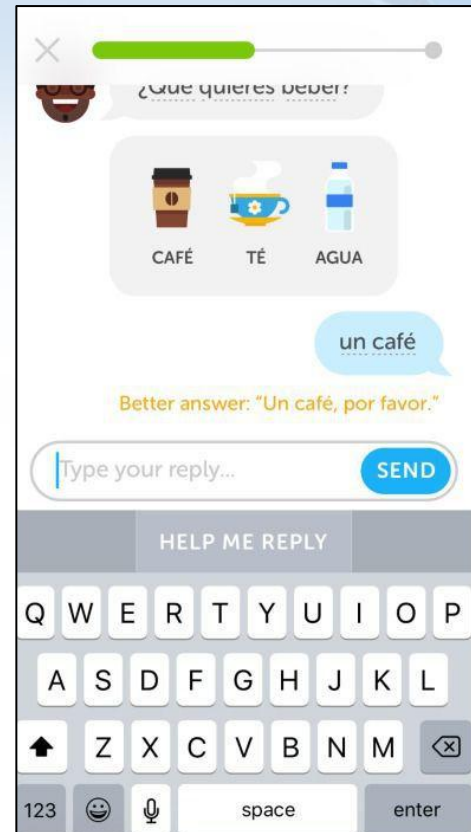 ¿Qué quieres beber?
CAFÉ TÉ AGUA
un café
Better answer: "Un café, por favor."
Type your reply... SEND
HELP ME REPLY
Q W E R T Y U I O P
A S D F G H J K L
Z X C V B N M
123 space enter